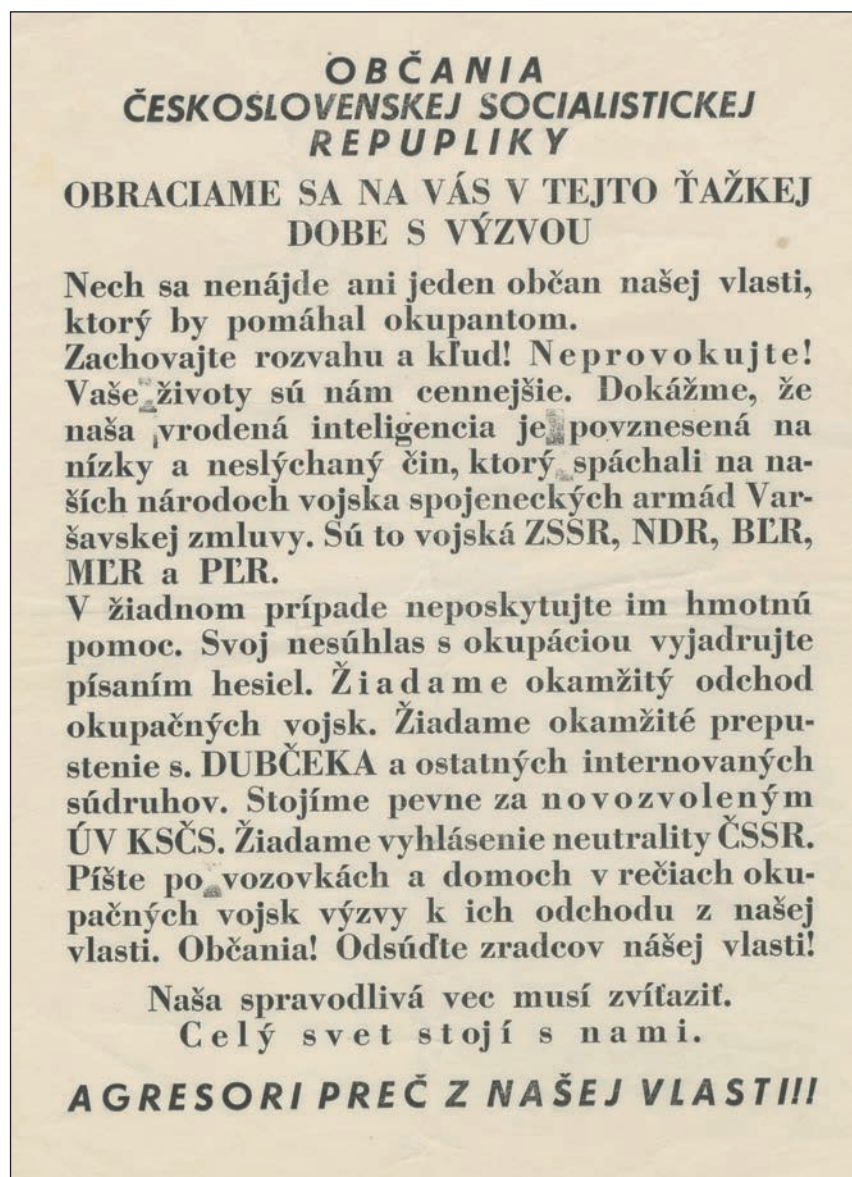 OBČANIA
ČESKOSLOVENSKEJ SOCIALISTICKEJ
REPUPLIKY
OBRACIAME SA NA VÁS V TEJTO ŤAŽKEJ
DOBE S VÝZVOU
Nech sa nenájde ani jeden občan našej vlasti,
ktorý by pomáhal okupantom.
Zachovajte rozvahu a kľud! Neprovokujte!
Vaše životy sú nám cennejšie. Dokážme, že
naša vrodená inteligencia je povznesená na
nízky a neslýchaný čin, ktorý spáchali na na-
ších národoch vojska spojeneckých armád Var-
šavskej zmluvy. Sú to vojská ZSSR, NDR, BĽR,
MĽR a PĽR.
V žiadnom prípade neposkytujte im hmotnú
pomoc. Svoj nesúhlas s okupáciou vyjadrujte
písaním hesiel. Žiadame okamžitý odchod
okupačných vojsk. Žiadame okamžité prepu-
stenie s. DUBČEKA a ostatných internovaných
súdruhov. Stojíme pevne za novozvoleným
ÚV KSČS. Žiadame vyhlásenie neutrality ČSSR.
Píšte po vozovkách a domoch v rečiach oku-
pačných vojsk výzvy k ich odchodu z našej
vlasti. Občania! Odsúďte zradcov nášej vlasti!
Naša spravodlivá vec musí zvíťaziť.
Celý svet stojí s nami.
AGRESORI PREČ Z NAŠEJ VLASTI!!!